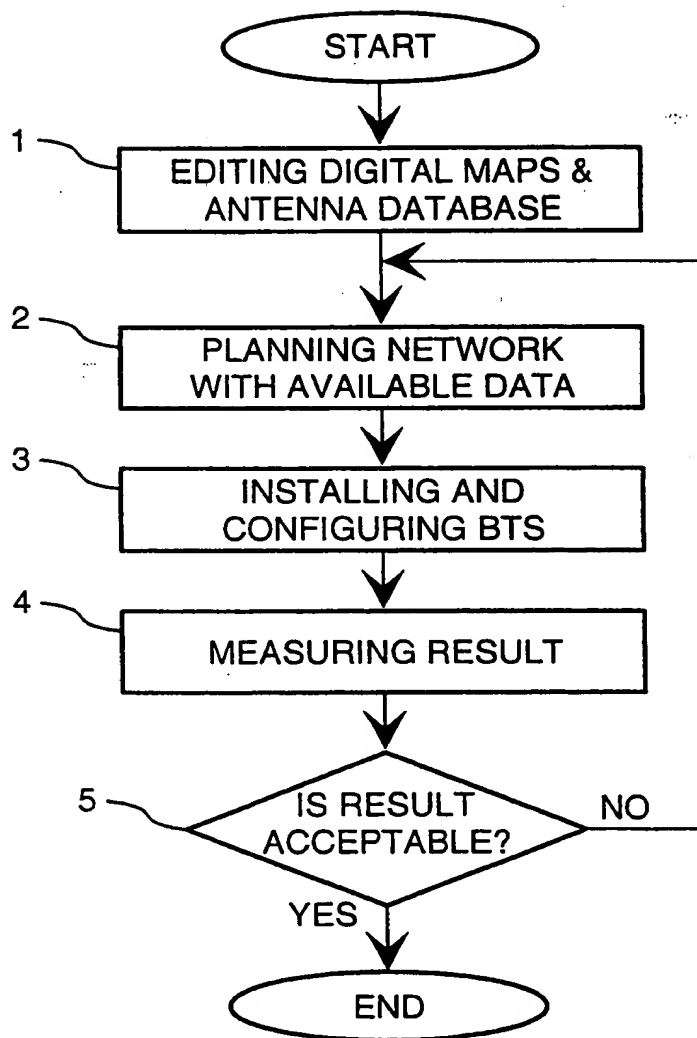 START
1
EDITING DIGITAL MAPS &
ANTENNA DATABASE
2
PLANNING NETWORK
WITH AVAILABLE DATA
3
INSTALLING AND
CONFIGURING BTS
4
MEASURING RESULT
5
IS RESULT
ACCEPTABLE?
NO
YES
END